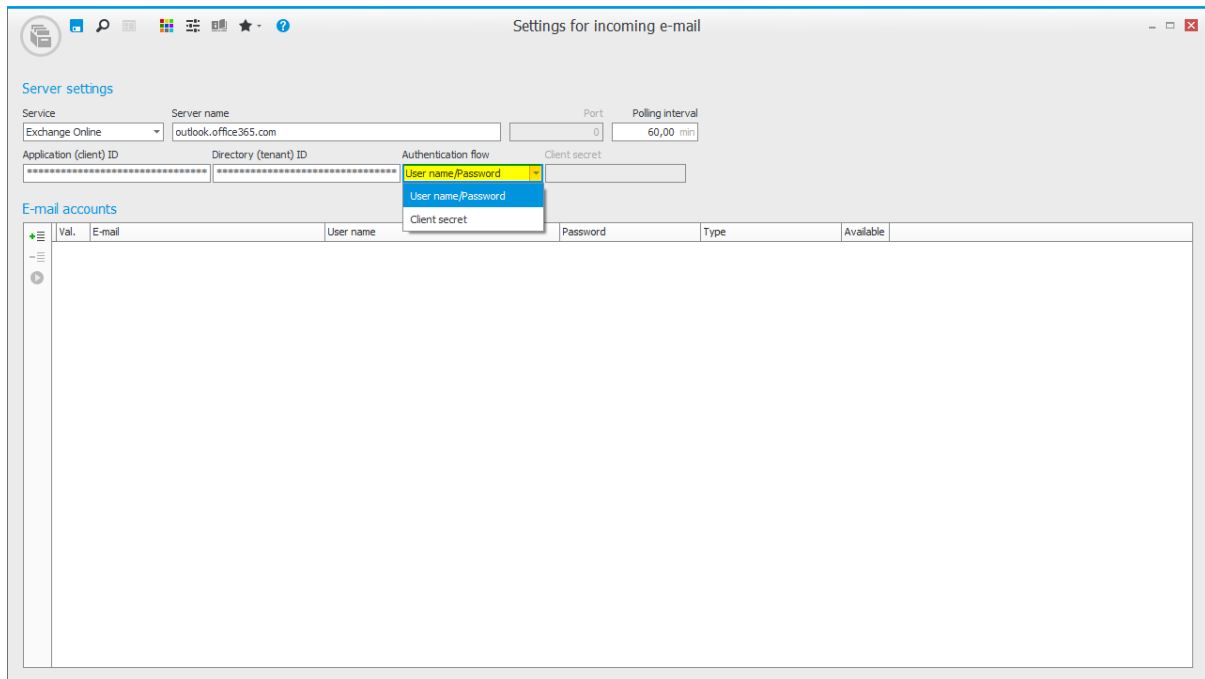 Settings for incoming e-mail
Server settings
Service Server name Port Polling interval
Exchange Online outlook.office365.com 0 60,00 min
Application (client) ID Directory (tenant) ID Authentication flow Client secret
******************************** ******************************* User name/Password
User name/Password
Client secret
E-mail accounts
Val. E-mail User name Password Type Available